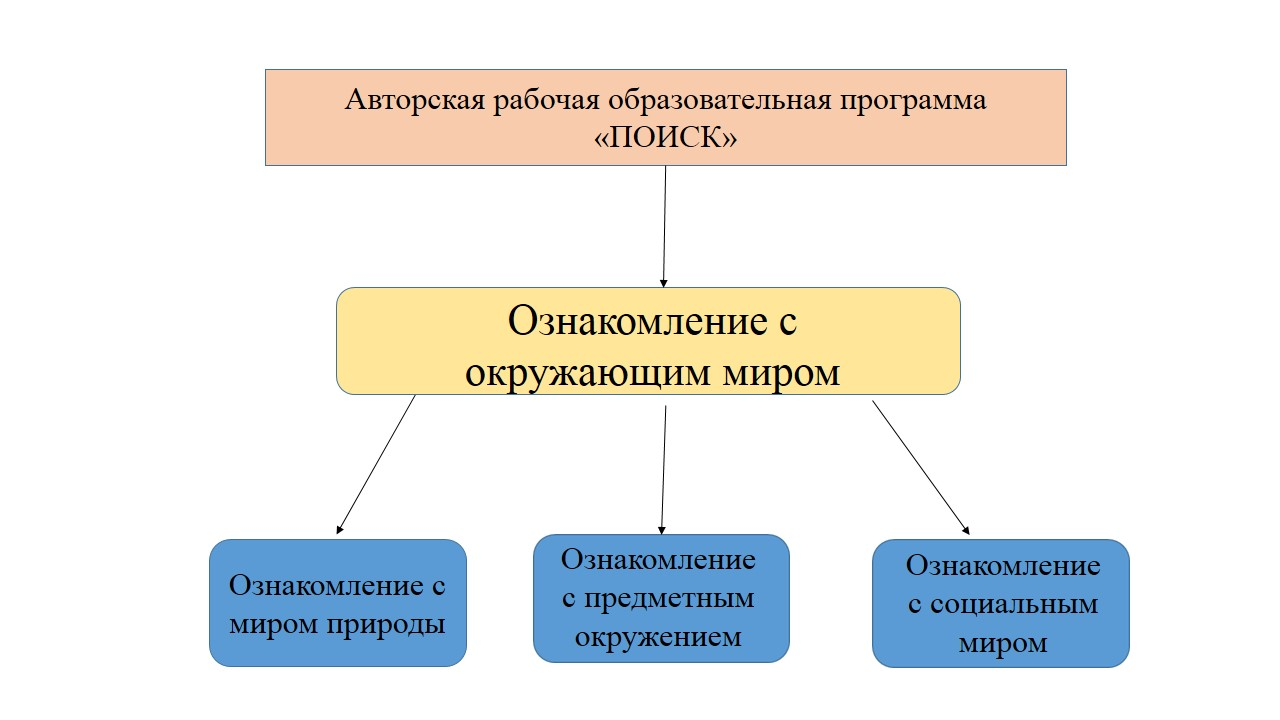 Авторская рабочая образовательная программа
«ПОИСК»
Ознакомление с
окружающим миром
Ознакомление с
миром природы
Ознакомление
с предметным
окружением
Ознакомление
с социальным
миром